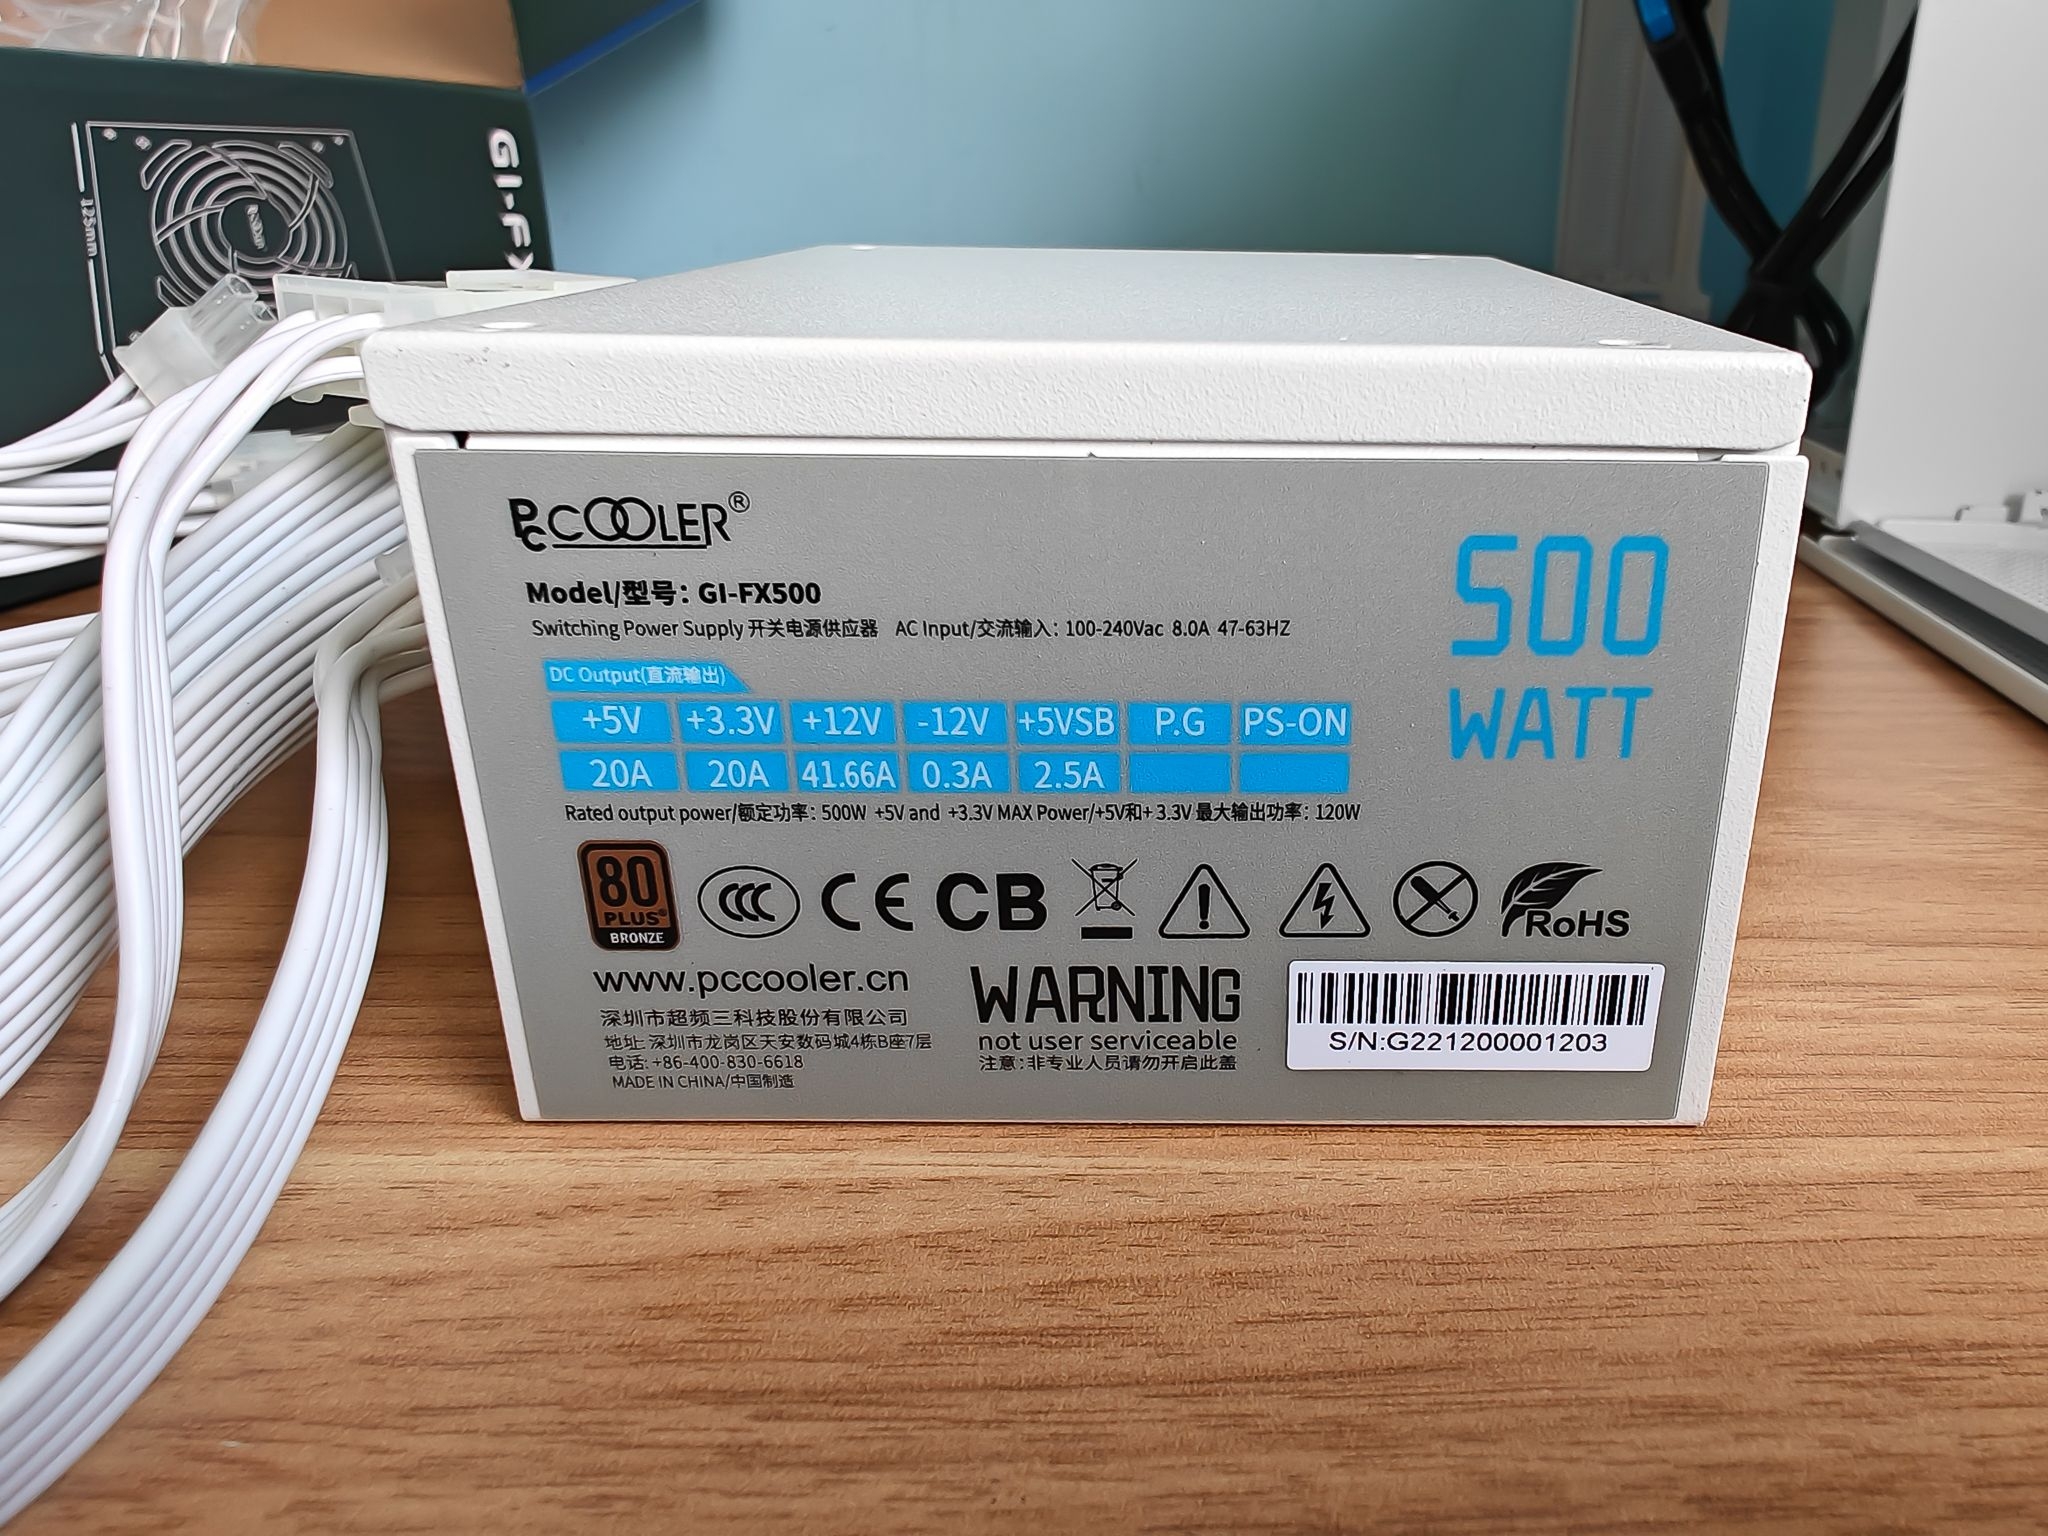 GI-FX
125mm
PCCOOLER®
Model/型号: GI-FX500
Switching Power Supply 开关电源供应器 AC Input/交流输入: 100-240Vac 8.0A 47-63HZ
500
WATT
DC Output(直流输出)
+5V +3.3V +12V -12V +5VSB P.G PS-ON
20A 20A 41.66A 0.3A 2.5A
Rated output power/额定功率: 500W +5V and +3.3V MAX Power/+5V和+3.3V 最大输出功率: 120W
80
PLUS®
BRONZE
CCC CE CB RoHS
www.pccooler.cn
深圳市超频三科技股份有限公司
地址: 深圳市龙岗区天安数码城4栋B座7层
电话: +86-400-830-6618
MADE IN CHINA/中国制造
WARNING
not user serviceable
注意: 非专业人员请勿开启此盖
S/N:G221200001203